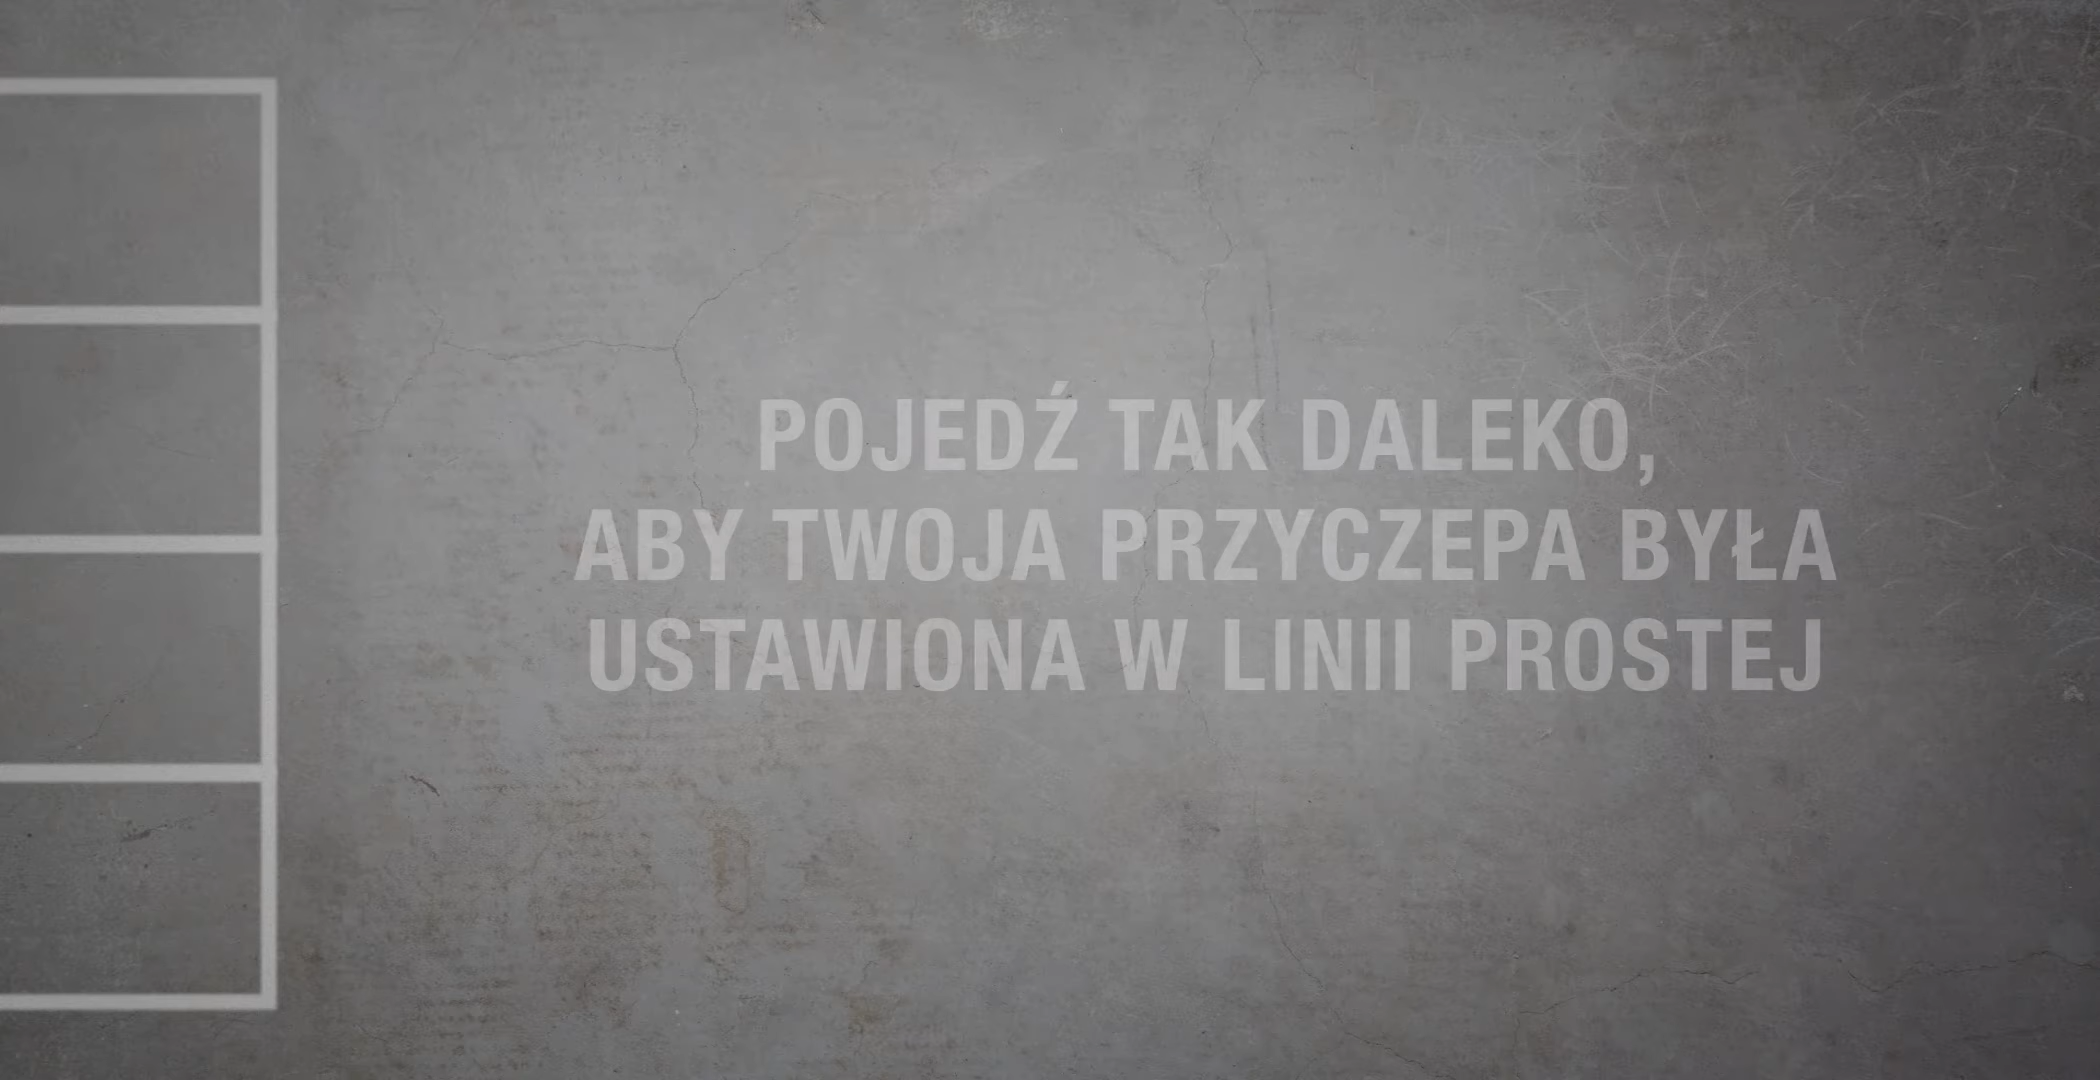 POJEDŹ TAK DALEKO,
ABY TWOJA PRZYCZEPA BYŁA
USTAWIONA W LINII PROSTEJ